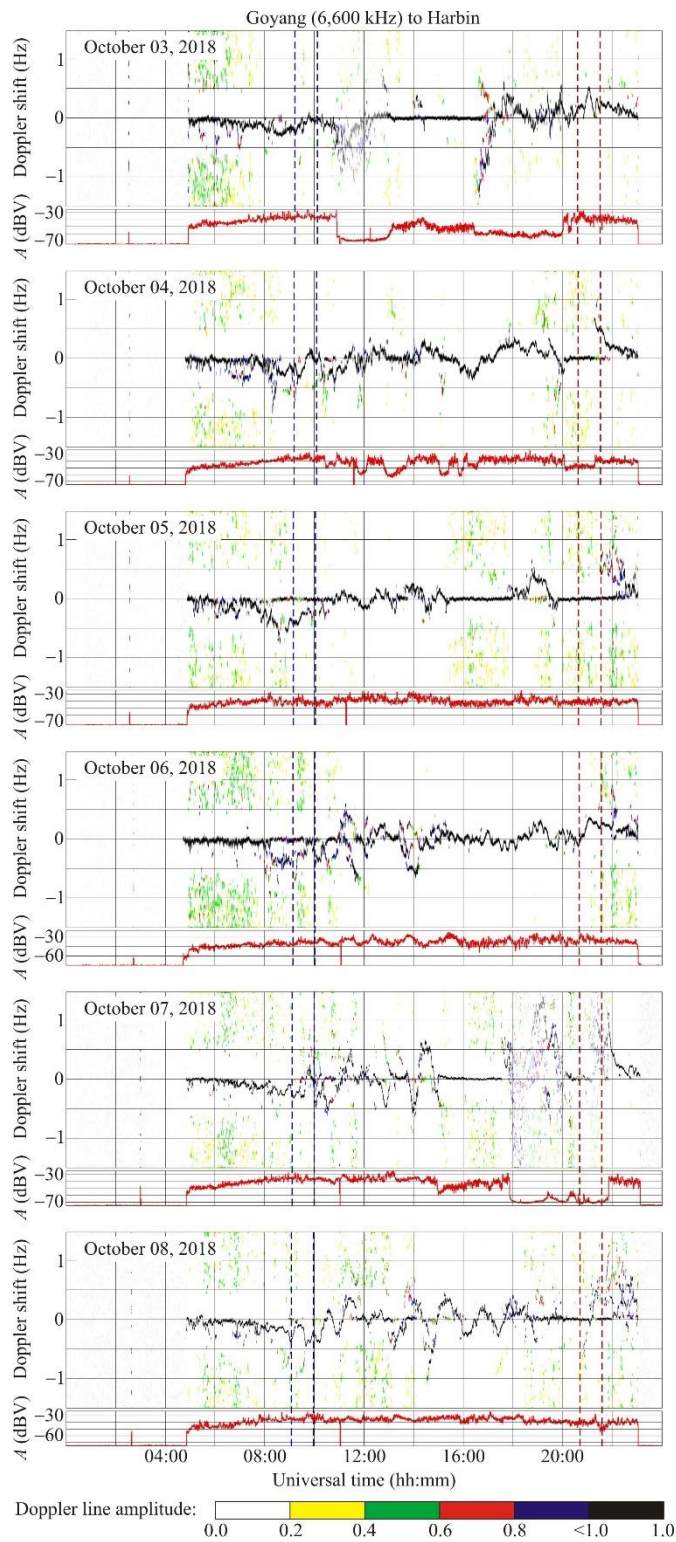 Goyang (6,600 kHz) to Harbin
October 03, 2018
Doppler shift (Hz)
1
0
−1
A (dBV)
−30
−70
October 04, 2018
Doppler shift (Hz)
1
0
−1
A (dBV)
−30
−70
October 05, 2018
Doppler shift (Hz)
1
0
−1
A (dBV)
−30
−70
October 06, 2018
Doppler shift (Hz)
1
0
−1
A (dBV)
−30
−60
October 07, 2018
Doppler shift (Hz)
1
0
−1
A (dBV)
−30
−70
October 08, 2018
Doppler shift (Hz)
1
0
−1
A (dBV)
−30
−60
04:00 08:00 12:00 16:00 20:00
Universal time (hh:mm)
Doppler line amplitude:
0.0 0.2 0.4 0.6 0.8 <1.0 1.0